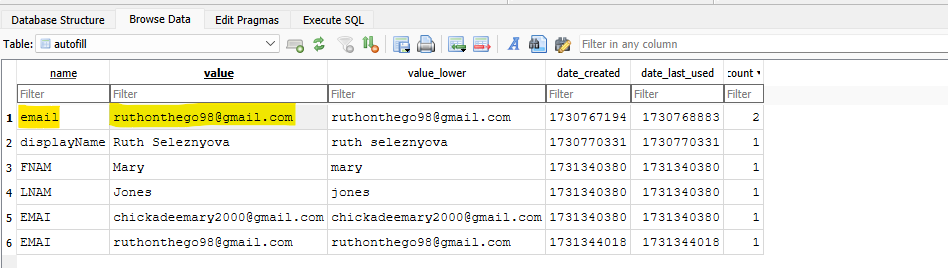 Database Structure Browse Data Edit Pragmas Execute SQL
Table: autofill Filter in any column
name value value_lower date_created date_last_used count
Filter Filter Filter Filter Filter Filter
1 email ruthonthego98@gmail.com ruthonthego98@gmail.com 1730767194 1730768883 2
2 displayName Ruth Seleznyova ruth seleznyova 1730770331 1730770331 1
3 FNAM Mary mary 1731340380 1731340380 1
4 LNAM Jones jones 1731340380 1731340380 1
5 EMAI chickadeemary2000@gmail.com chickadeemary2000@gmail.com 1731340380 1731340380 1
6 EMAI ruthonthego98@gmail.com ruthonthego98@gmail.com 1731344018 1731344018 1